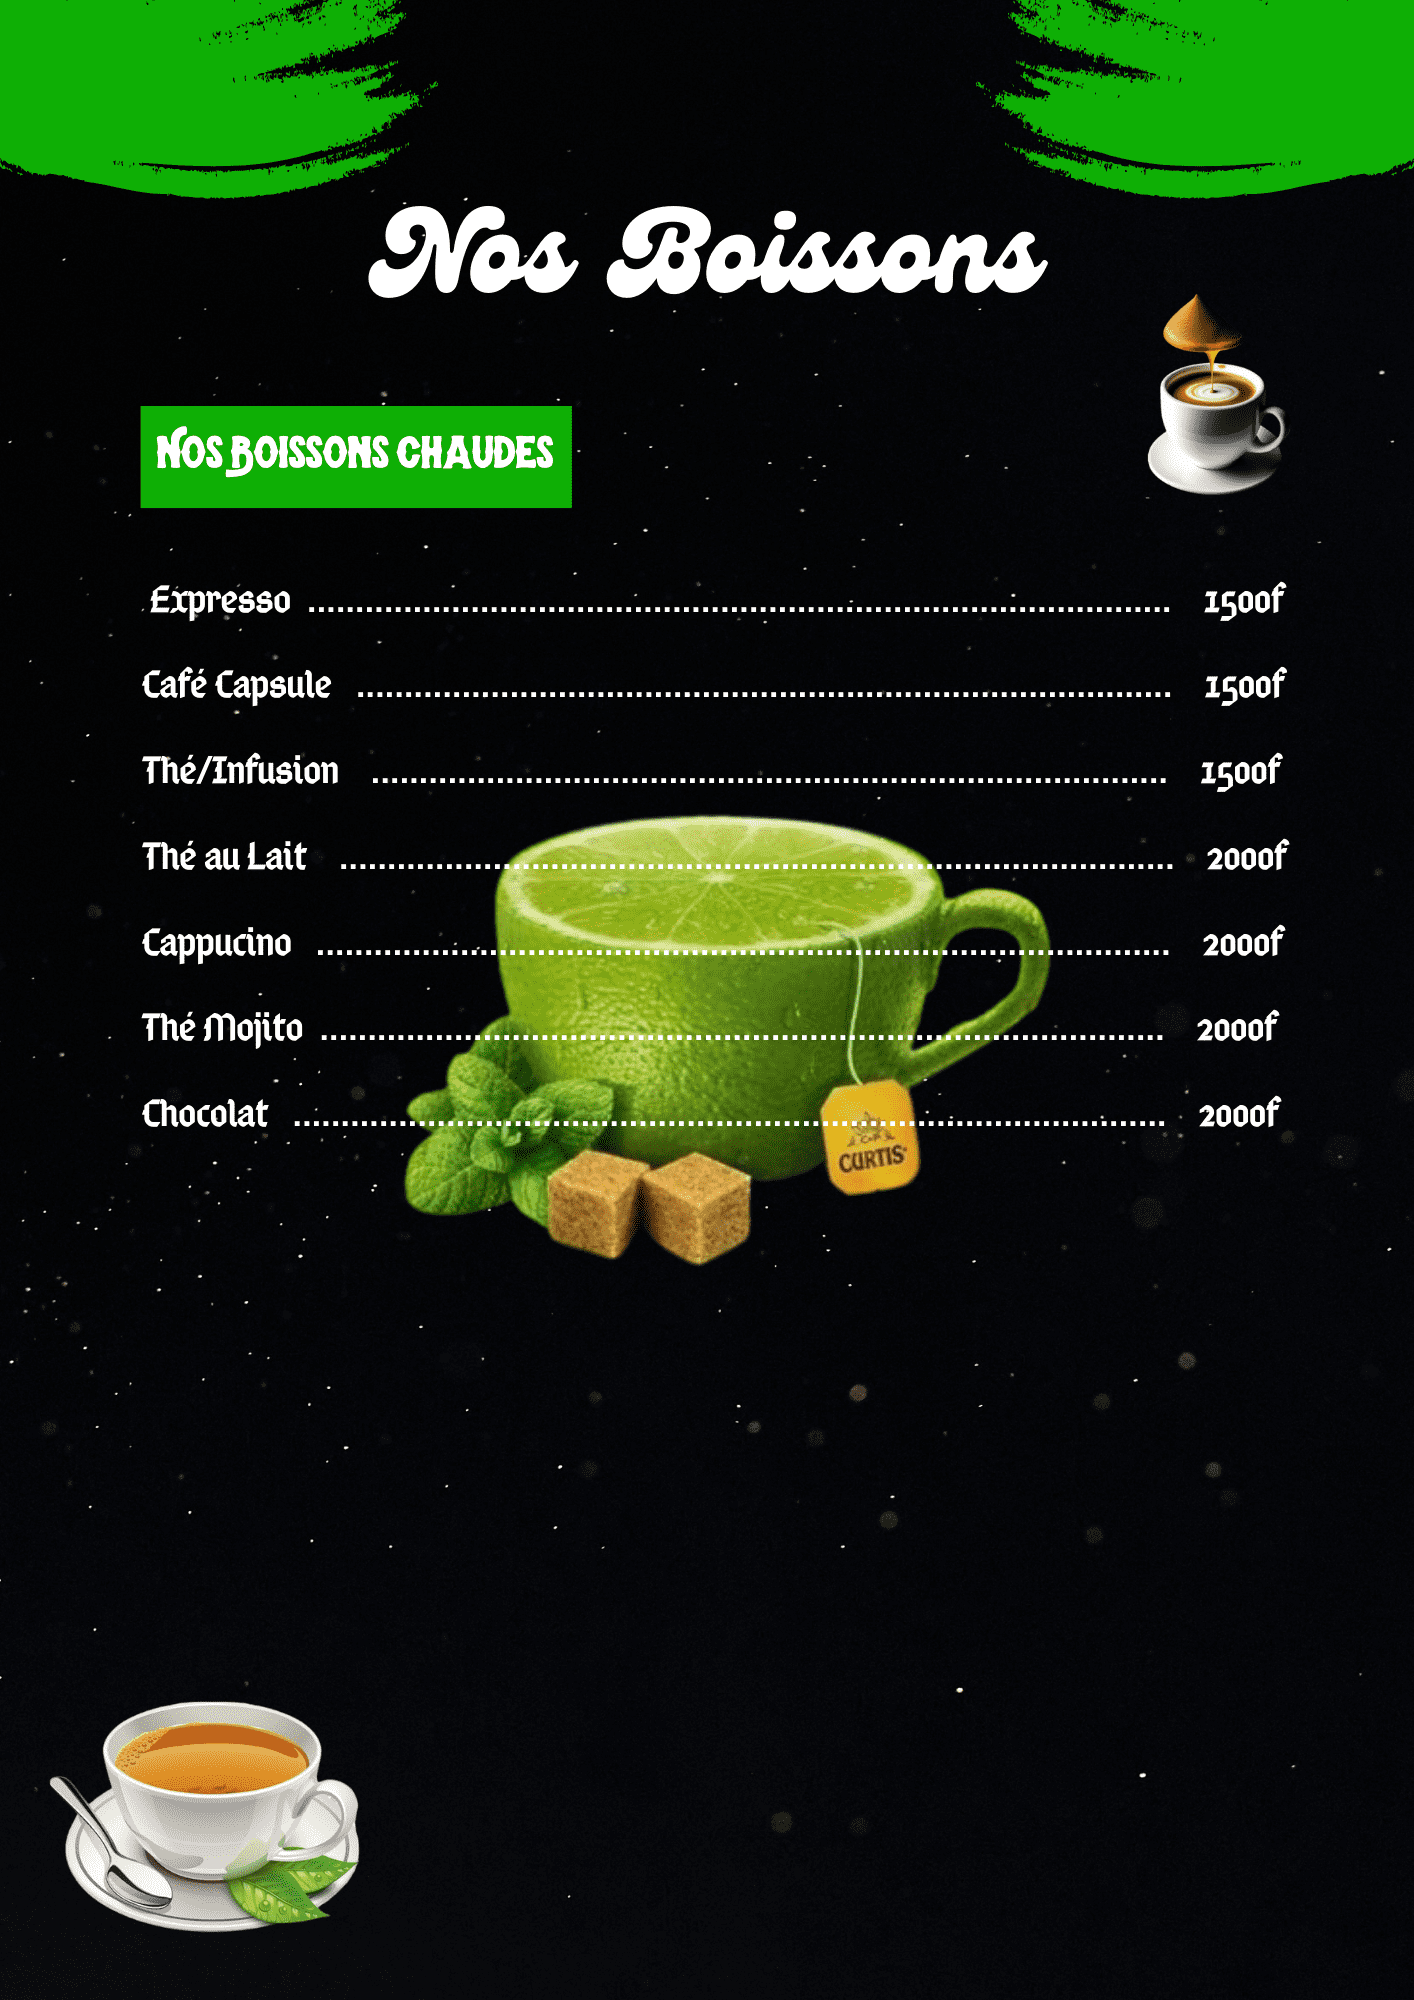 Nos Boissons
NOS BOISSONS CHAUDES
Expresso ........................................ 1500f
Café Capsule ........................................ 1500f
Thé/Infusion ........................................ 1500f
Thé au Lait ........................................ 2000f
Cappucino ........................................ 2000f
Thé Mojito ........................................ 2000f
Chocolat ........................................ 2000f
CURTIS